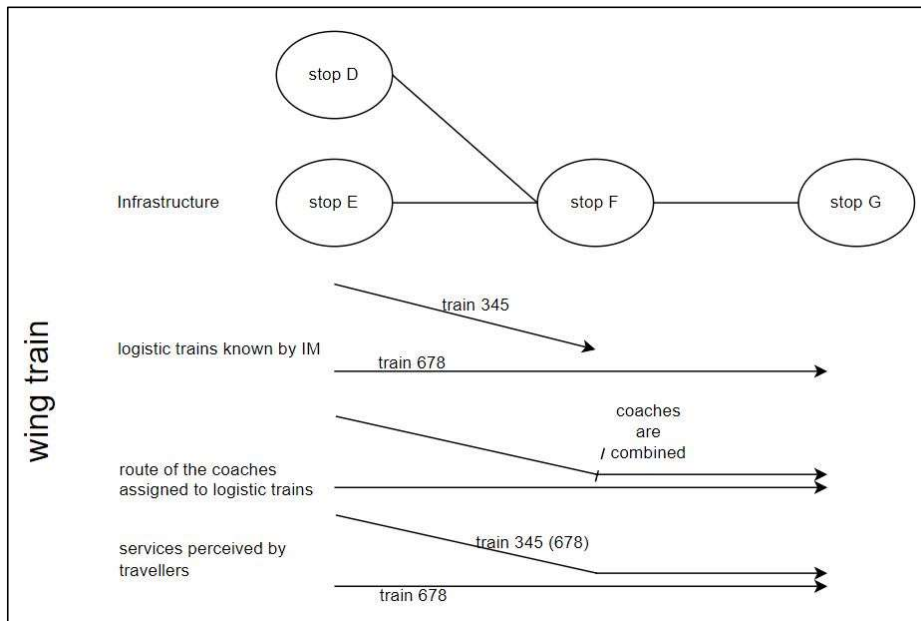 stop D
Infrastructure
stop E
stop F
stop G
train 345
logistic trains known by IM
train 678
coaches
are
combined
route of the coaches
assigned to logistic trains
services perceived by
travellers
train 345 (678)
train 678
wing train